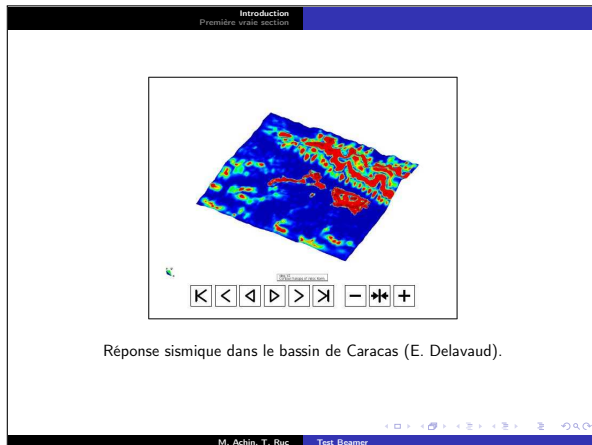 Introduction
Première vraie section
Réponse sismique dans le bassin de Caracas (E. Delavaud).
M. Achin, T. Ruc
Test Beamer